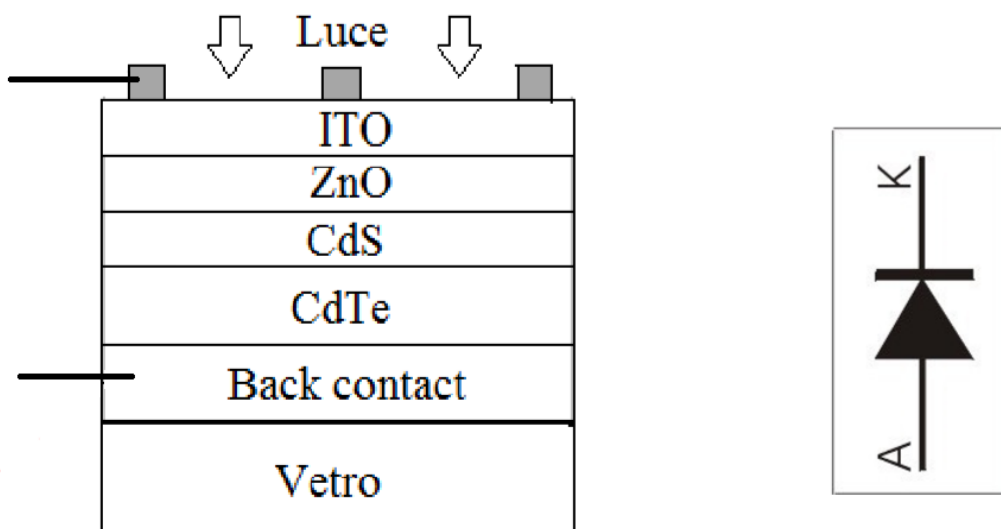 Luce
ITO
ZnO
CdS
CdTe
Back contact
Vetro
K
A